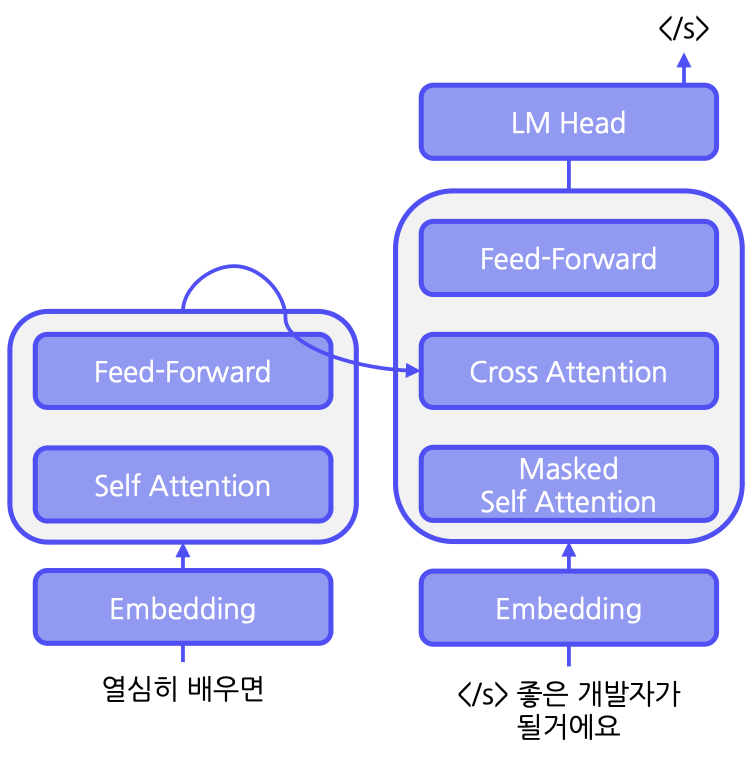 </s>
LM Head
Feed-Forward
Cross Attention
Masked
Self Attention
Embedding
</s> 좋은 개발자가
될거에요
Feed-Forward
Self Attention
Embedding
열심히 배우면